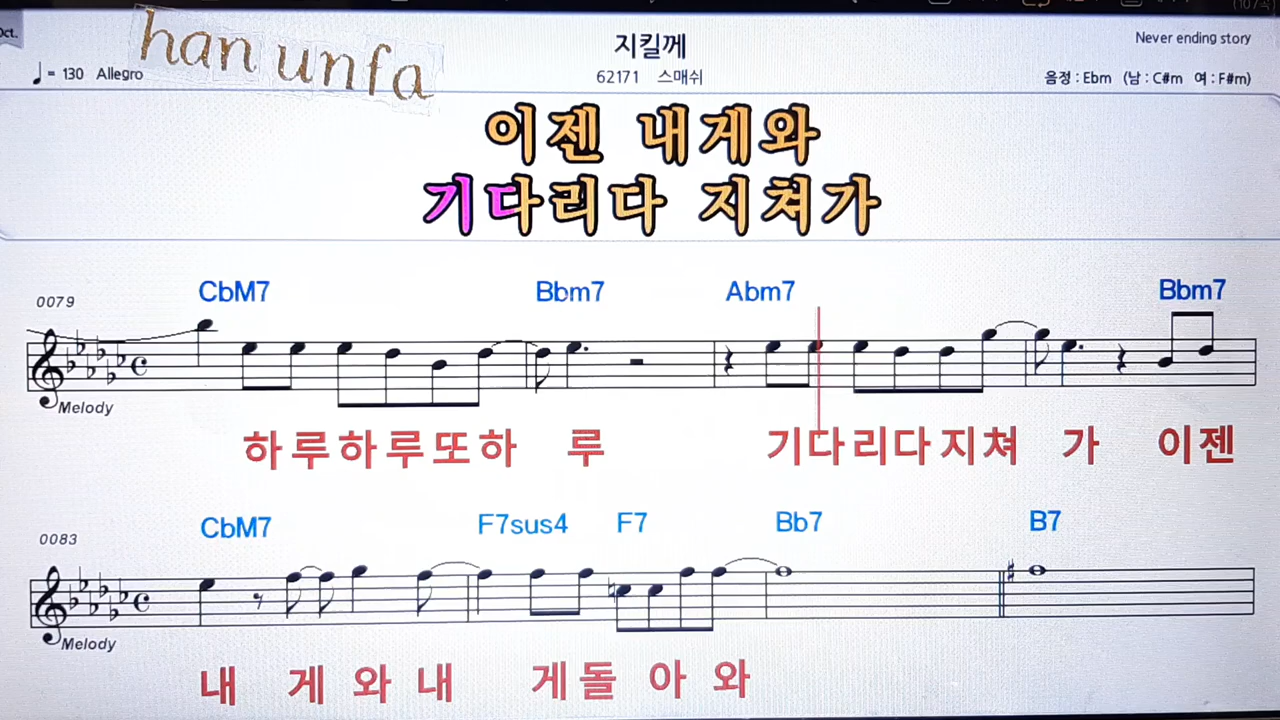 Oct.
han unfa
지킬께
Never ending story
♩ = 130 Allegro
62171 스매쉬
음정 : Ebm (남 : C#m 여 : F#m)
이젠 내게와
기다리다 지쳐가
0079
CbM7 Bbm7 Abm7 Bbm7
Melody
하루하루또하 루 기다리다지쳐 가 이젠
0083
CbM7 F7sus4 F7 Bb7 B7
Melody
내 게 와 내 게돌 아 와